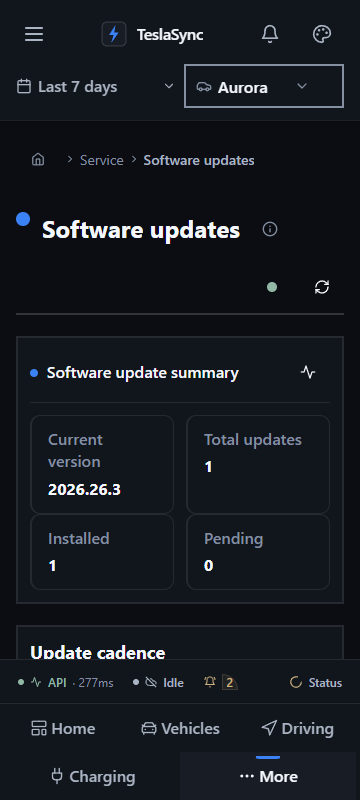 TeslaSync
Last 7 days
Aurora
Service
Software updates
Software updates
Software update summary
Current version
2026.26.3
Total updates
1
Installed
1
Pending
0
Update cadence
API · 277ms
Idle
2
Status
Home
Vehicles
Driving
Charging
More